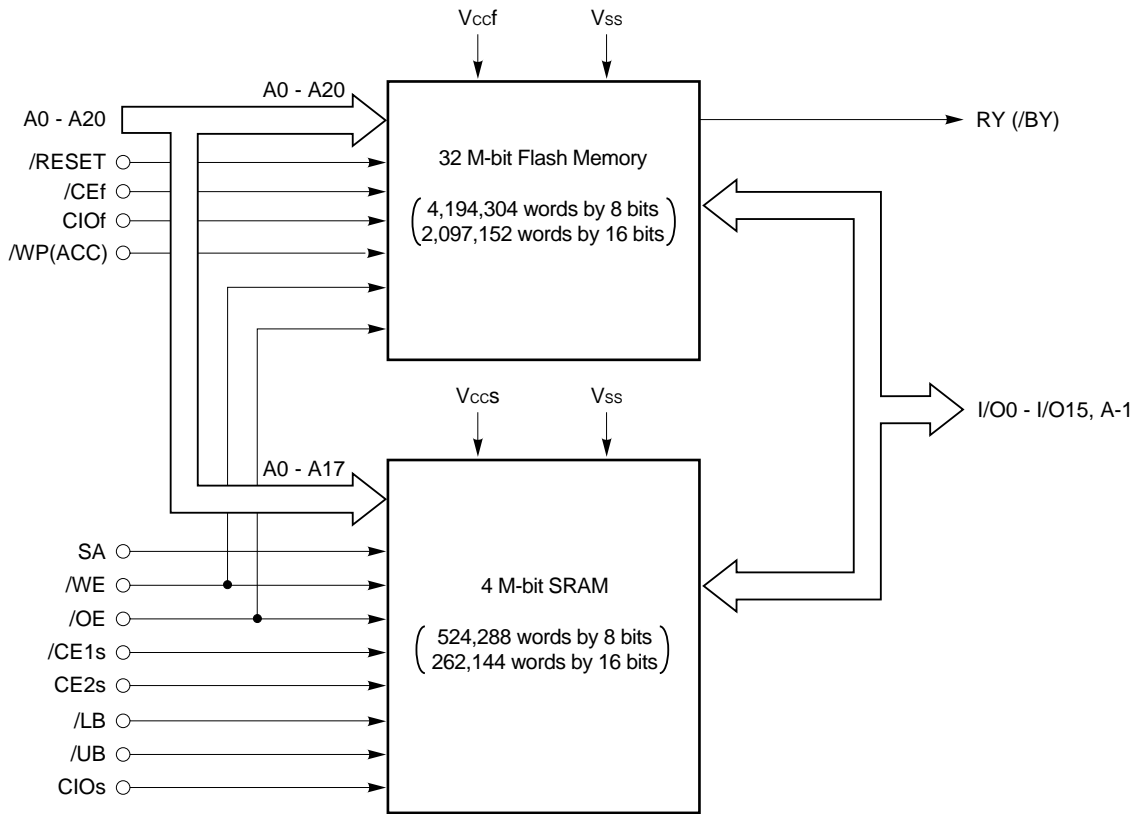 Vccf
Vss
A0 - A20
A0 - A20
/RESET
/CEf
CIOf
/WP(ACC)
32 M-bit Flash Memory
4,194,304 words by 8 bits
2,097,152 words by 16 bits
RY (/BY)
I/O0 - I/O15, A-1
Vccs
Vss
A0 - A17
SA
/WE
/OE
/CE1s
CE2s
/LB
/UB
CIOs
4 M-bit SRAM
524,288 words by 8 bits
262,144 words by 16 bits